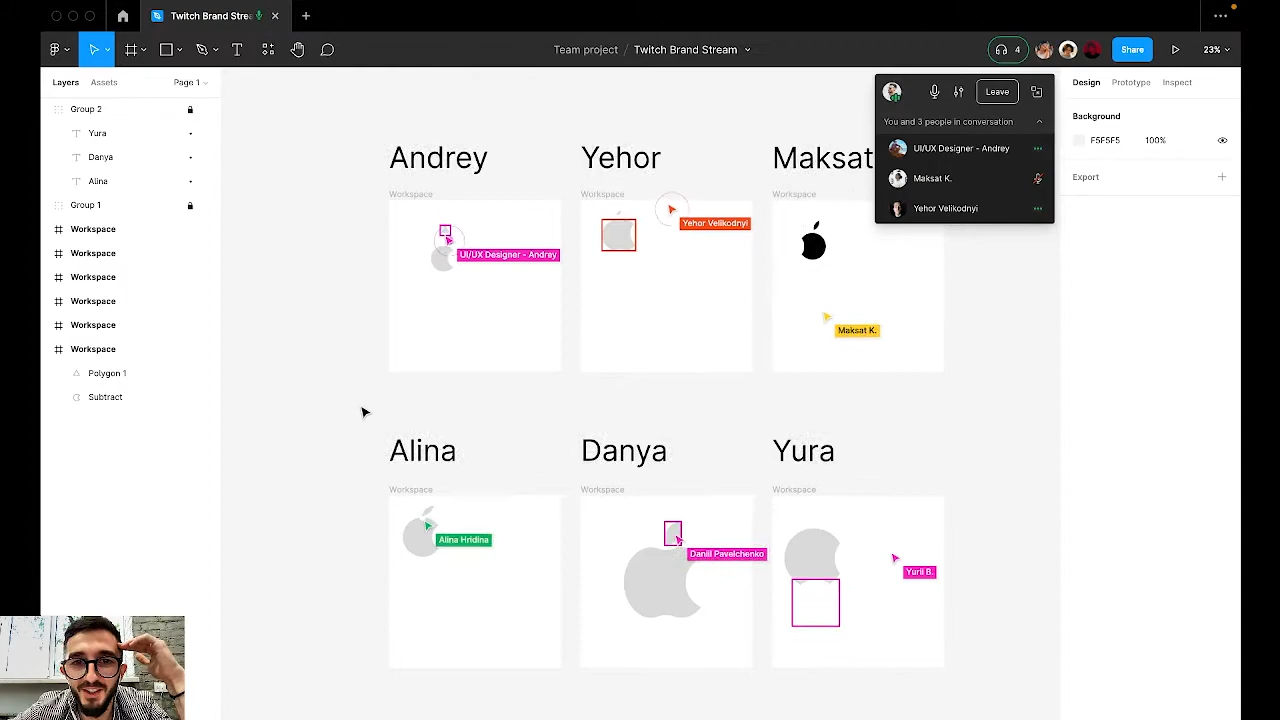 Twitch Brand Stream
Team project / Twitch Brand Stream
4
Share
23%
Layers
Assets
Page 1
Group 2
Yura
Danya
Alina
Group 1
Workspace
Workspace
Workspace
Workspace
Workspace
Workspace
Polygon 1
Subtract
Andrey
Yehor
Maksat
Workspace
Workspace
Workspace
UI/UX Designer - Andrey
Yehor Velikodnyi
Maksat K.
Alina
Danya
Yura
Workspace
Workspace
Workspace
Alina Hridina
Daniil Pavelchenko
Yurii B.
Leave
You and 3 people in conversation
UI/UX Designer - Andrey
Maksat K.
Yehor Velikodnyi
Design
Prototype
Inspect
Background
F5F5F5
100%
Export